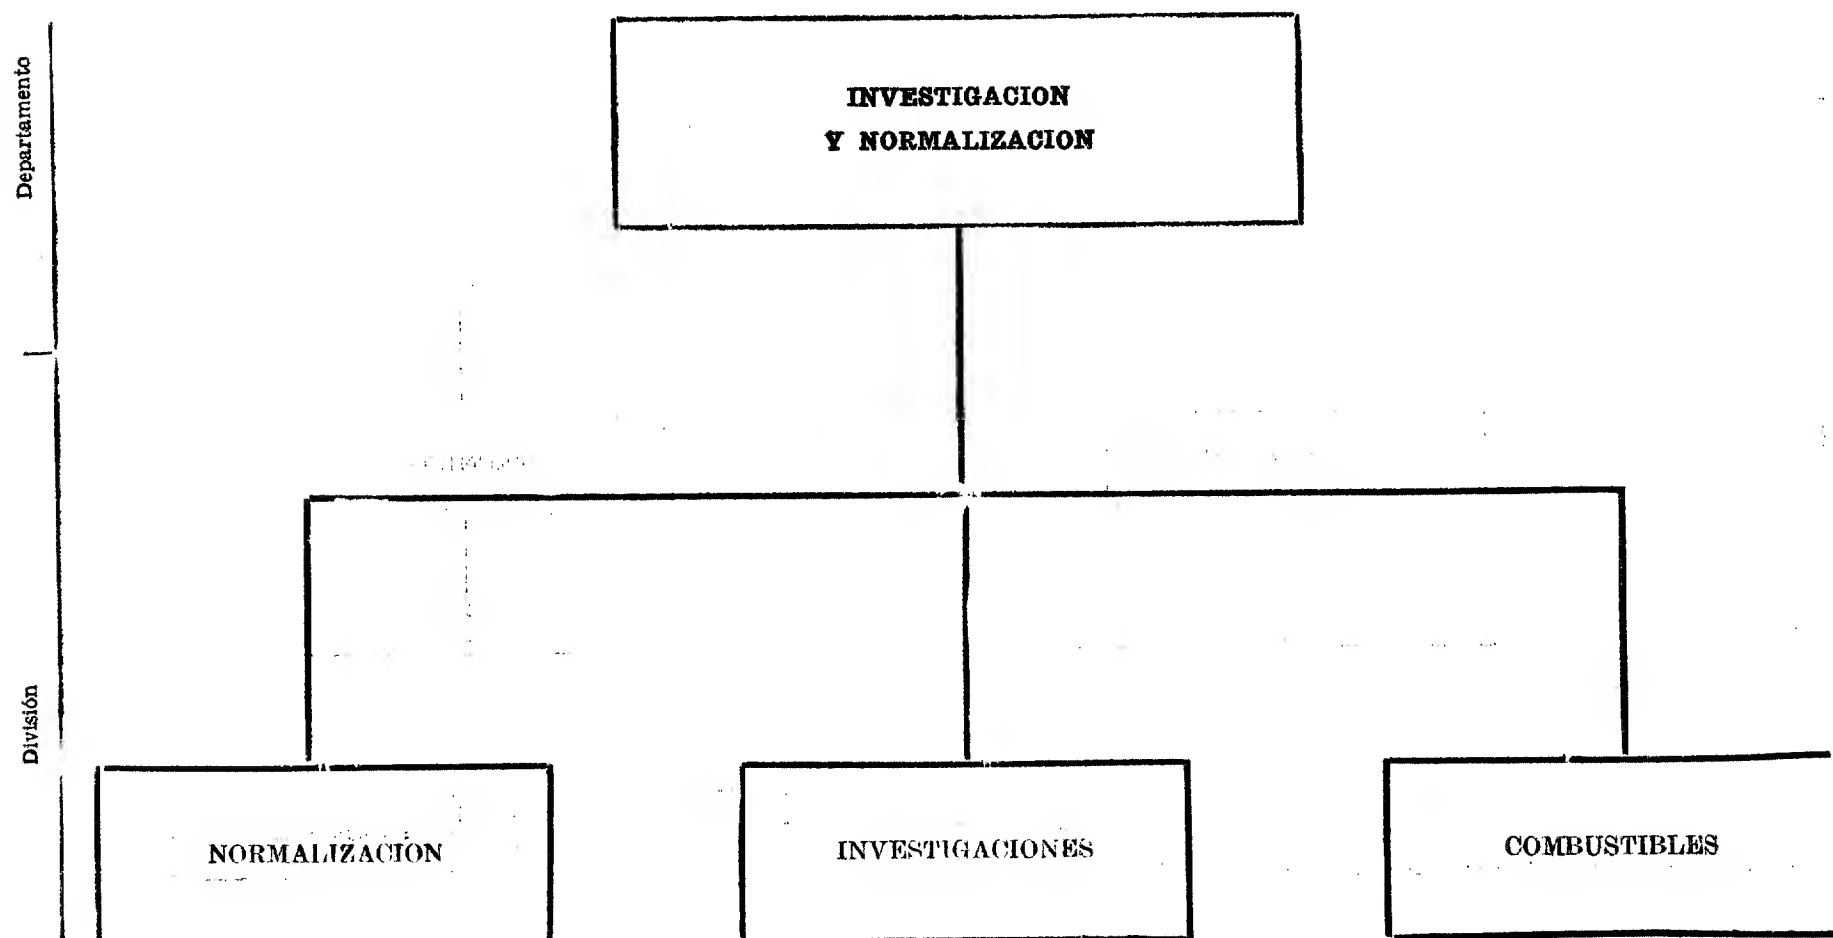 Departamento
INVESTIGACION
Y NORMALIZACION
División
NORMALIZACION
INVESTIGACIONES
COMBUSTIBLES